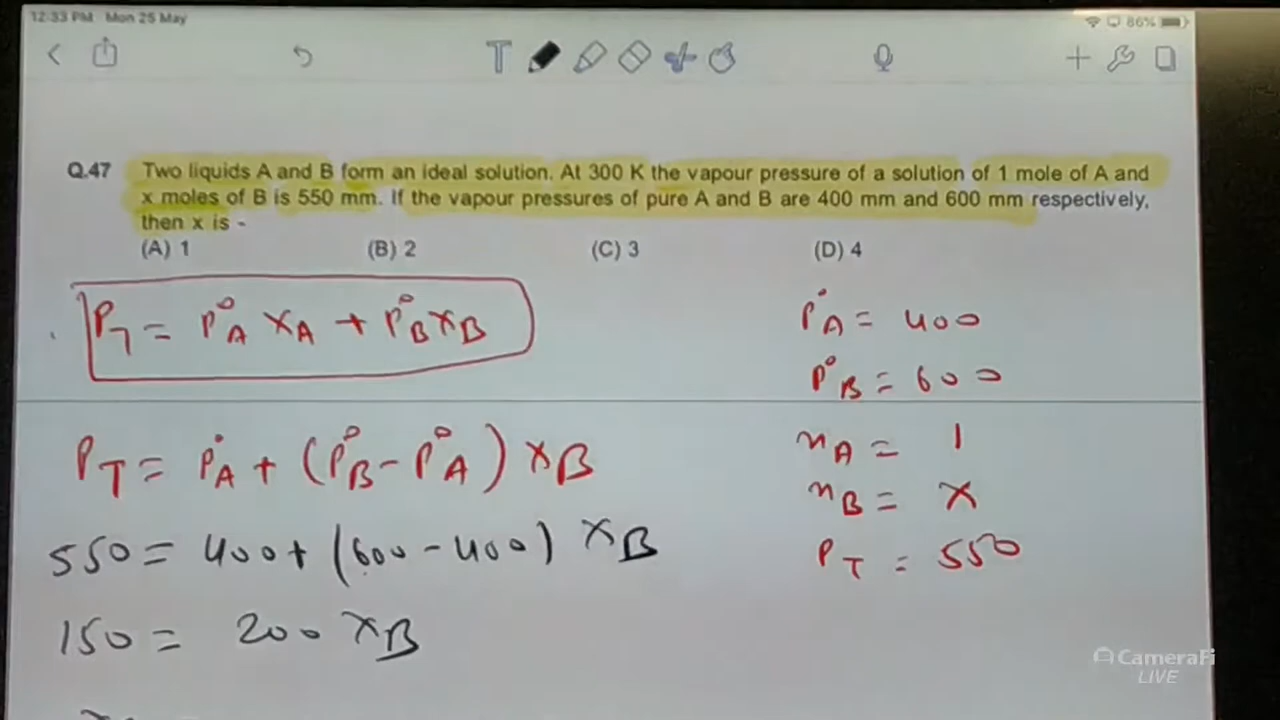 12:33 PM Mon 25 May
86%
T
Q.47 Two liquids A and B form an ideal solution. At 300 K the vapour pressure of a solution of 1 mole of A and
x moles of B is 550 mm. If the vapour pressures of pure A and B are 400 mm and 600 mm respectively,
then x is -
(A) 1 (B) 2 (C) 3 (D) 4
P_T = P°_A X_A + P°_B X_B
P°_A = 400
P°_B = 600
P_T = P°_A + (P°_B - P°_A) X_B
n_A = 1
n_B = x
550 = 400 + (600 - 400) X_B
P_T = 550
150 = 200 X_B
CameraFi
LIVE